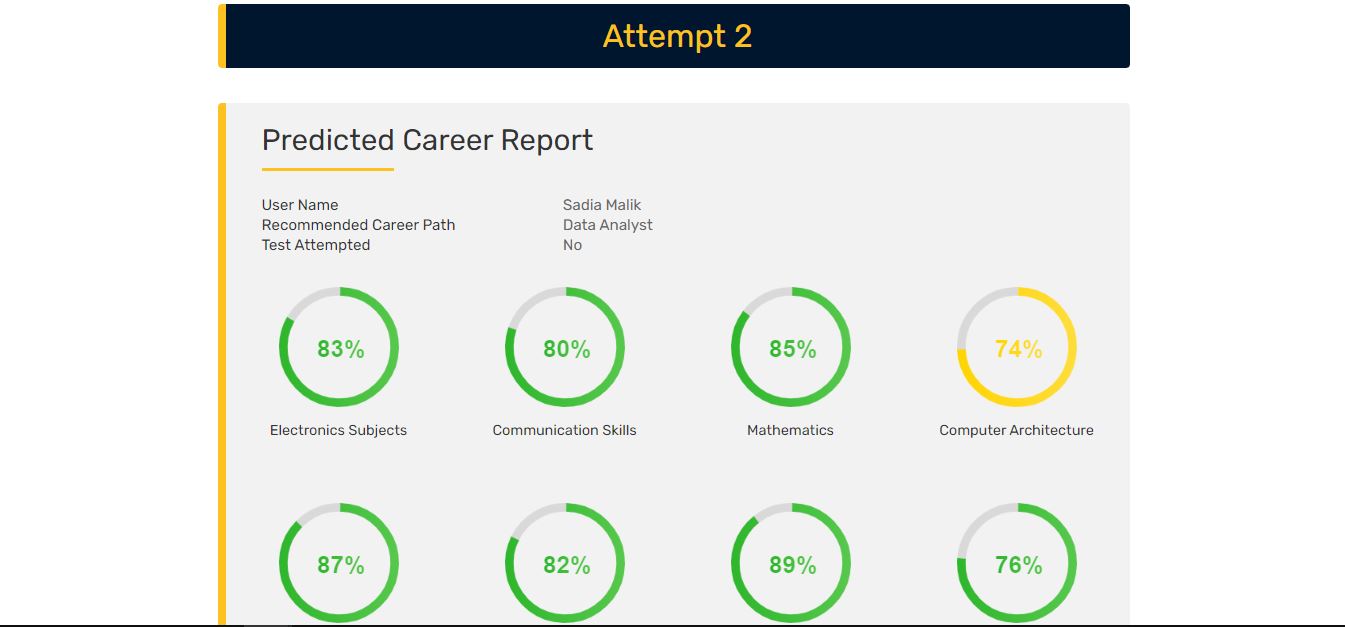 Attempt 2
Predicted Career Report
User Name Sadia Malik
Recommended Career Path Data Analyst
Test Attempted No
83% 80% 85% 74%
Electronics Subjects Communication Skills Mathematics Computer Architecture
87% 82% 89% 76%